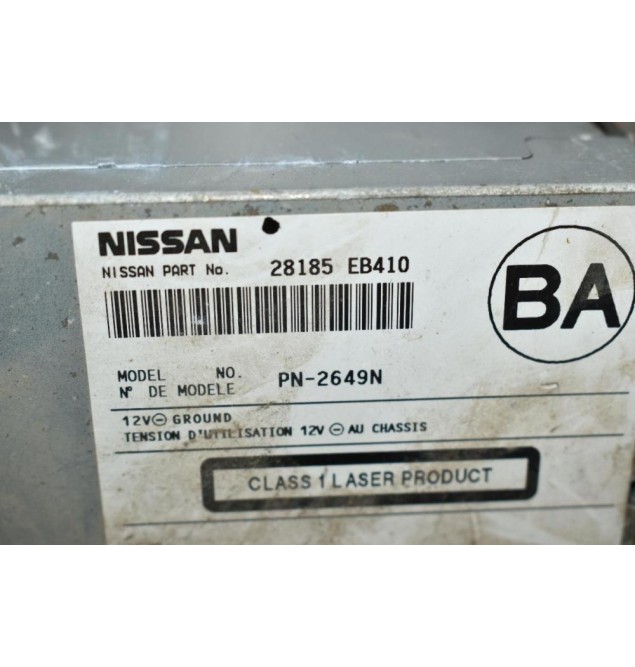 NISSAN
NISSAN PART No. 28185 EB410
BA
MODEL NO.
N° DE MODELE PN-2649N
12V⊖ GROUND
TENSION D'UTILISATION 12V ⊖ AU CHASSIS
CLASS 1 LASER PRODUCT